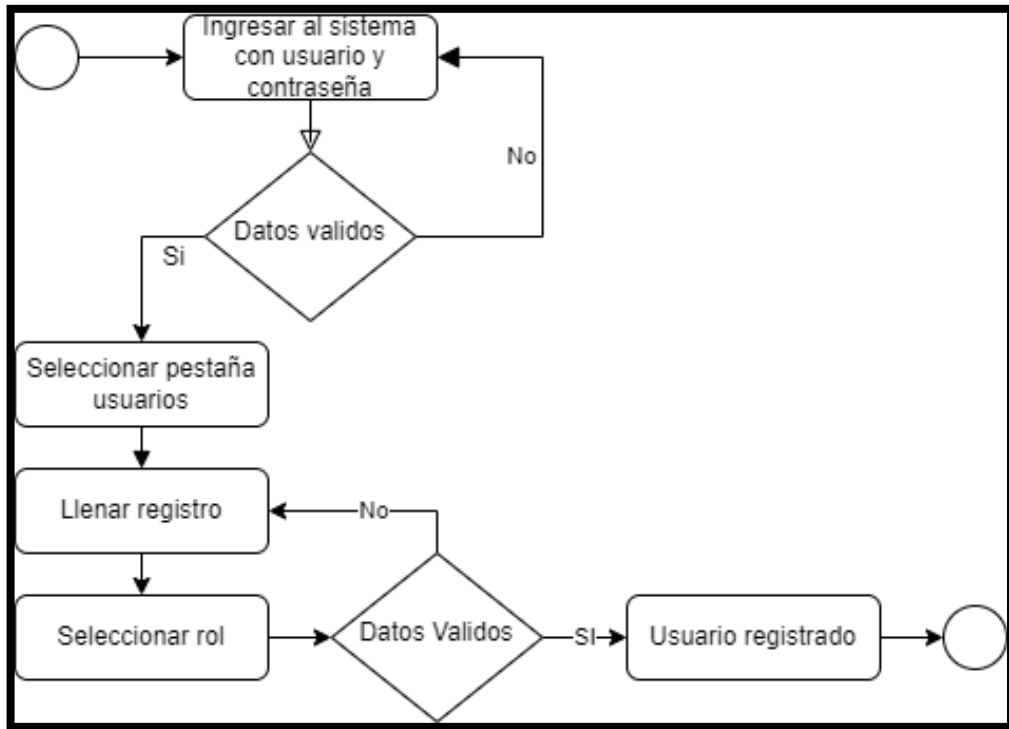 Ingresar al sistema
con usuario y
contraseña
No
Datos validos
Si
Seleccionar pestaña
usuarios
Llenar registro
No
Seleccionar rol
Datos Validos
SI
Usuario registrado